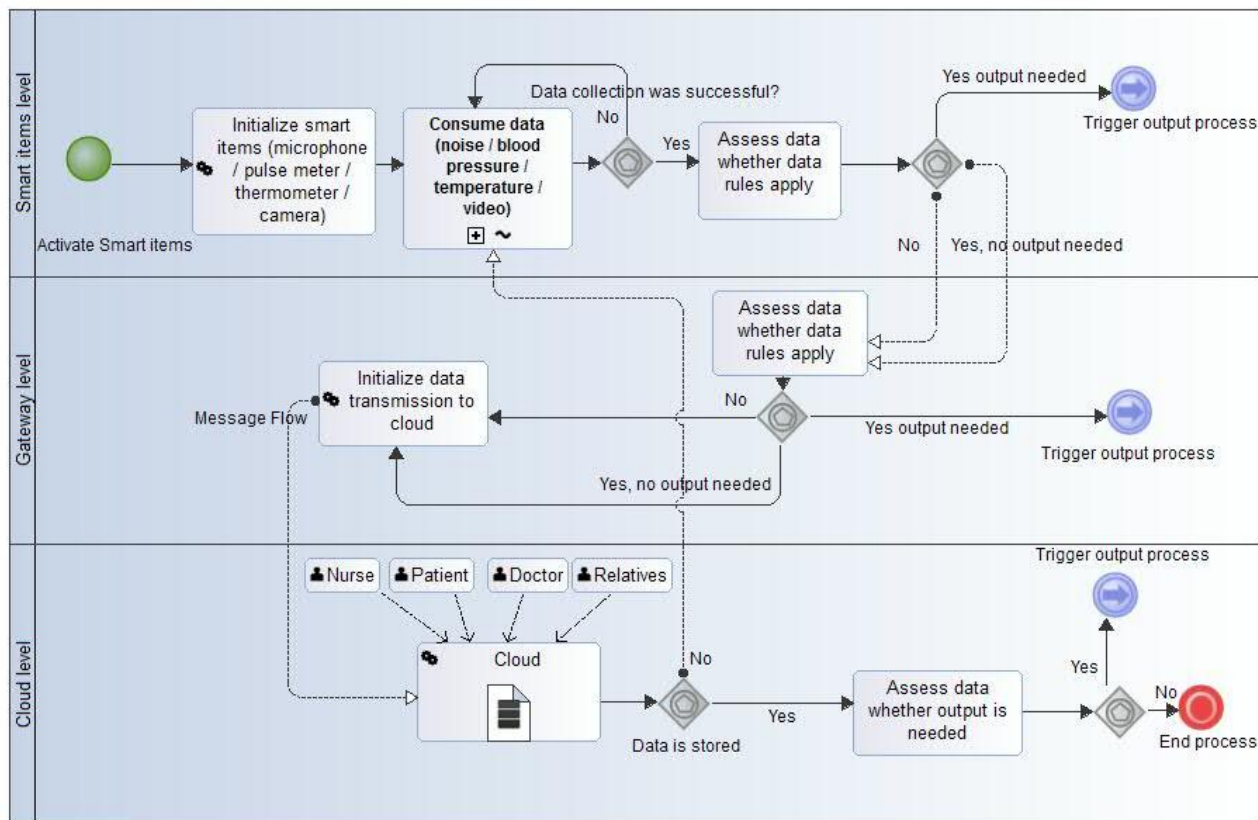 Smart items level
Activate Smart items
Initialize smart
items (microphone
/ pulse meter /
thermometer /
camera)
Consume data
(noise / blood
pressure /
temperature /
video)
Data collection was successful?
No
Yes
Assess data
whether data
rules apply
Yes output needed
Trigger output process
No
Yes, no output needed
Gateway level
Assess data
whether data
rules apply
Initialize data
transmission to
cloud
Message Flow
No
Yes output needed
Trigger output process
Yes, no output needed
Cloud level
Nurse
Patient
Doctor
Relatives
Cloud
No
Data is stored
Yes
Assess data
whether output is
needed
Trigger output process
Yes
No
End process